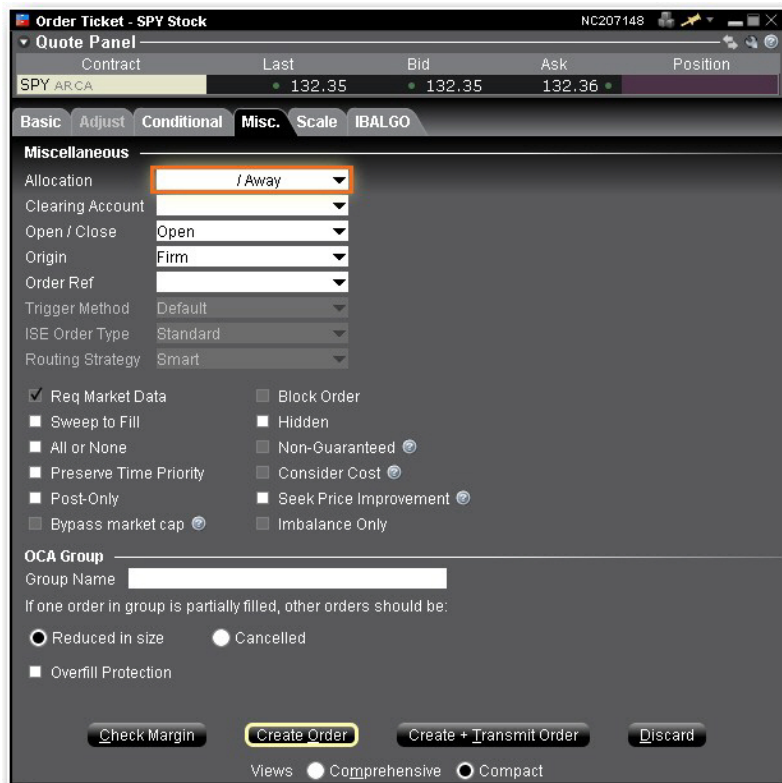 Order Ticket - SPY Stock NC207148
Quote Panel
Contract Last Bid Ask Position
SPY ARCA 132.35 132.35 132.36
Basic Adjust Conditional Misc. Scale IBALGO
Miscellaneous
Allocation / Away
Clearing Account
Open / Close Open
Origin Firm
Order Ref
Trigger Method Default
ISE Order Type Standard
Routing Strategy Smart
Req Market Data Block Order
Sweep to Fill Hidden
All or None Non-Guaranteed ?
Preserve Time Priority Consider Cost ?
Post-Only Seek Price Improvement ?
Bypass market cap ? Imbalance Only
OCA Group
Group Name
If one order in group is partially filled, other orders should be:
Reduced in size Cancelled
Overfill Protection
Check Margin Create Order Create + Transmit Order Discard
Views Comprehensive Compact